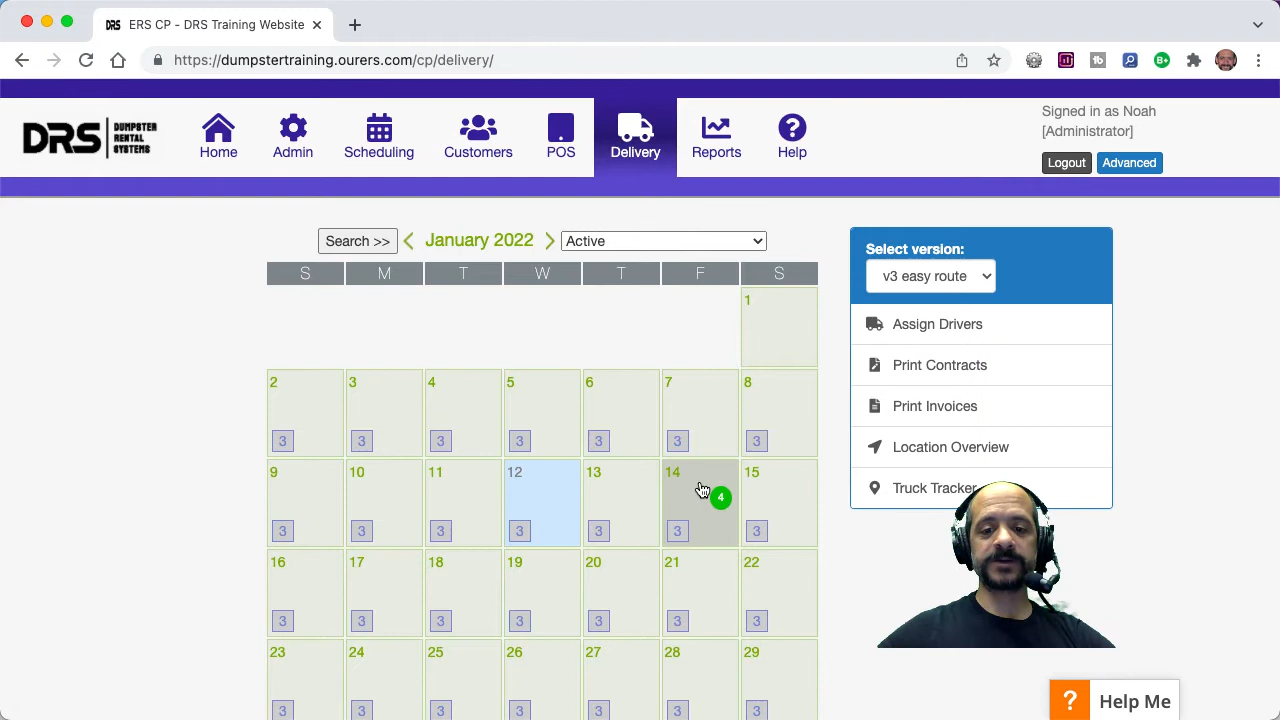 DRS ERS CP - DRS Training Website
https://dumpstertraining.ourers.com/cp/delivery/
DRS DUMPSTER RENTAL SYSTEMS
Home
Admin
Scheduling
Customers
POS
Delivery
Reports
Help
Signed in as Noah
[Administrator]
Logout
Advanced
Search >>
January 2022
Active
S M T W T F S
1
2 3 4 5 6 7 8
3 3 3 3 3 3 3
9 10 11 12 13 14 15
4
3 3 3 3 3 3 3
16 17 18 19 20 21 22
3 3 3 3 3 3 3
23 24 25 26 27 28 29
3 3 3 3 3 3 3
Select version:
v3 easy route
Assign Drivers
Print Contracts
Print Invoices
Location Overview
Truck Tracker
? Help Me